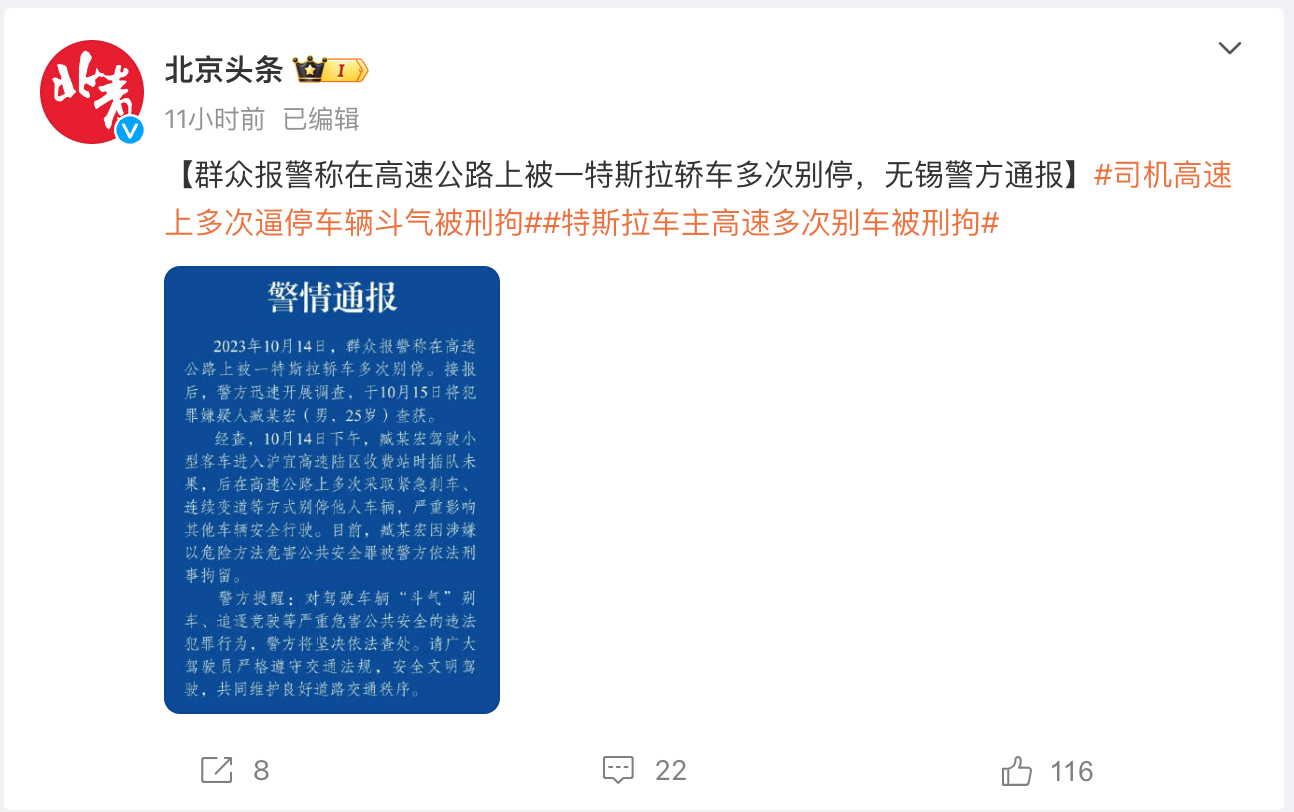 北青
北京头条
I
11小时前 已编辑
【群众报警称在高速公路上被一特斯拉轿车多次别停，无锡警方通报】#司机高速
上多次逼停车辆斗气被刑拘##特斯拉车主高速多次别车被刑拘#
警情通报
2023年10月14日，群众报警称在高速
公路上被一特斯拉轿车多次别停。接报
后，警方迅速开展调查，于10月15日将犯
罪嫌疑人臧某宏（男，25岁）查获。
经查，10月14日下午，臧某宏驾驶小
型客车进入沪宜高速陆区收费站时插队未
果，后在高速公路上多次采取紧急刹车、
连续变道等方式别停他人车辆，严重影响
其他车辆安全行驶。目前，臧某宏因涉嫌
以危险方法危害公共安全罪被警方依法刑
事拘留。
警方提醒：对驾驶车辆“斗气”别
车、追逐竞驶等严重危害公共安全的违法
犯罪行为，警方将坚决依法查处。请广大
驾驶员严格遵守交通法规，安全文明驾
驶，共同维护良好道路交通秩序。
8
22
116